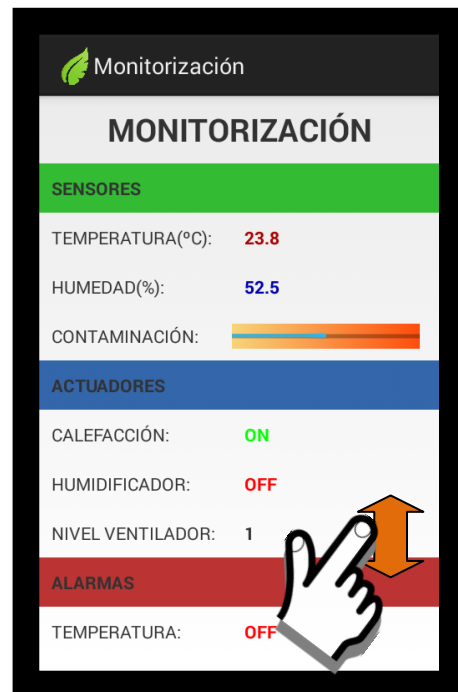 Monitorización
MONITORIZACIÓN
SENSORES
TEMPERATURA(ºC): 23.8
HUMEDAD(%): 52.5
CONTAMINACIÓN:
ACTUADORES
CALEFACCIÓN: ON
HUMIDIFICADOR: OFF
NIVEL VENTILADOR: 1
ALARMAS
TEMPERATURA: OFF